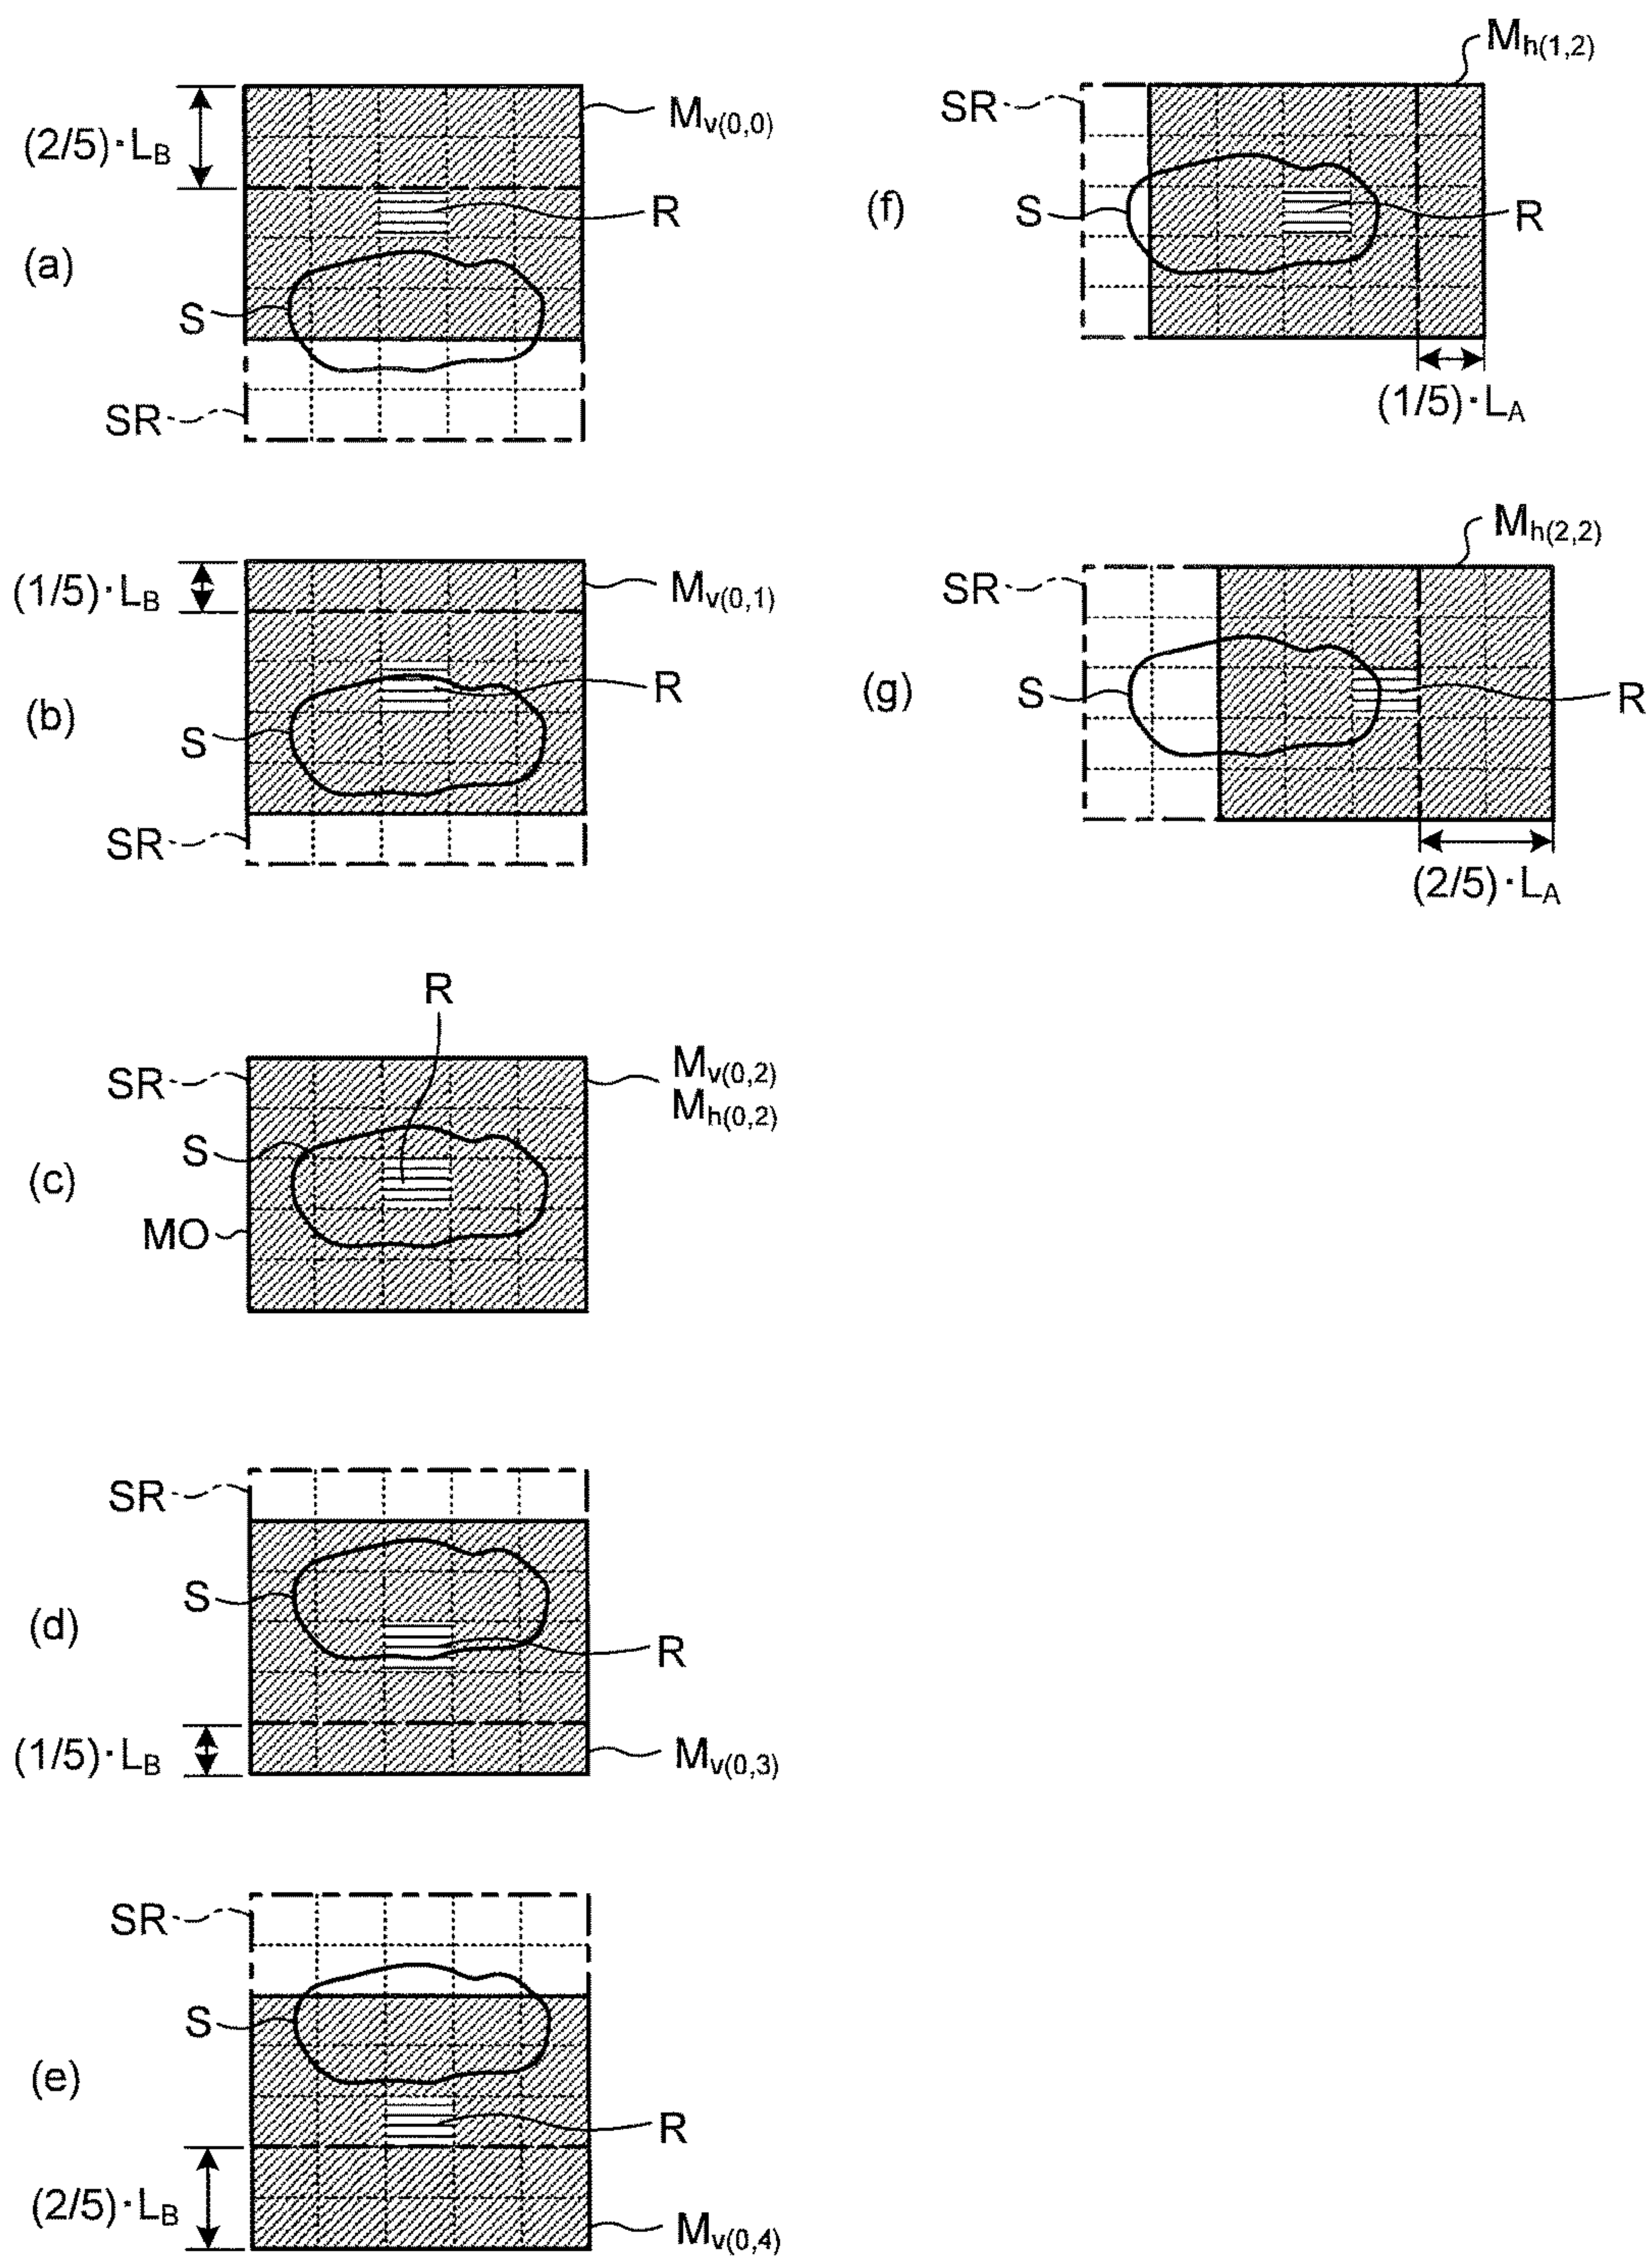 M_v(0,0)
(2/5)·L_B
R
(a)
S
SR
M_v(0,1)
(1/5)·L_B
R
(b)
S
SR
R
SR
M_v(0,2)
M_h(0,2)
S
(c)
MO
SR
S
(d)
R
(1/5)·L_B
M_v(0,3)
SR
S
(e)
R
(2/5)·L_B
M_v(0,4)
M_h(1,2)
SR
(f)
S
R
(1/5)·L_A
M_h(2,2)
SR
(g)
S
R
(2/5)·L_A